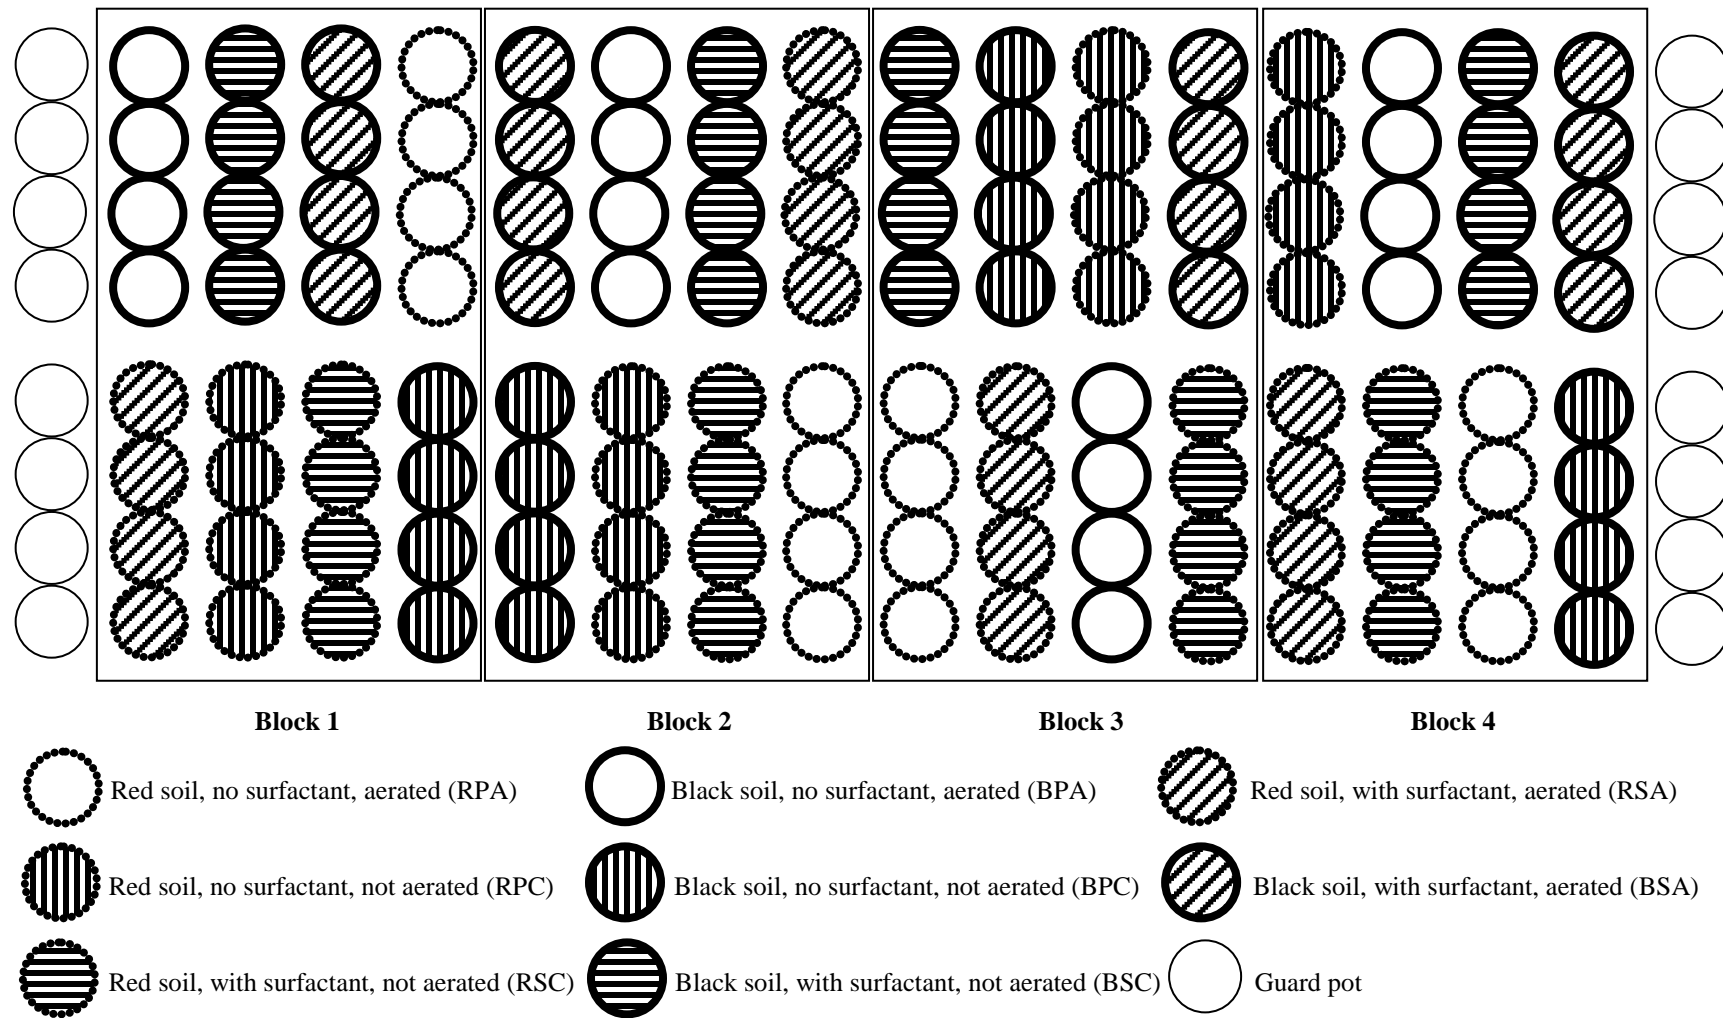 Block 1 Block 2 Block 3 Block 4
Red soil, no surfactant, aerated (RPA) Black soil, no surfactant, aerated (BPA) Red soil, with surfactant, aerated (RSA)
Red soil, no surfactant, not aerated (RPC) Black soil, no surfactant, not aerated (BPC) Black soil, with surfactant, aerated (BSA)
Red soil, with surfactant, not aerated (RSC) Black soil, with surfactant, not aerated (BSC) Guard pot